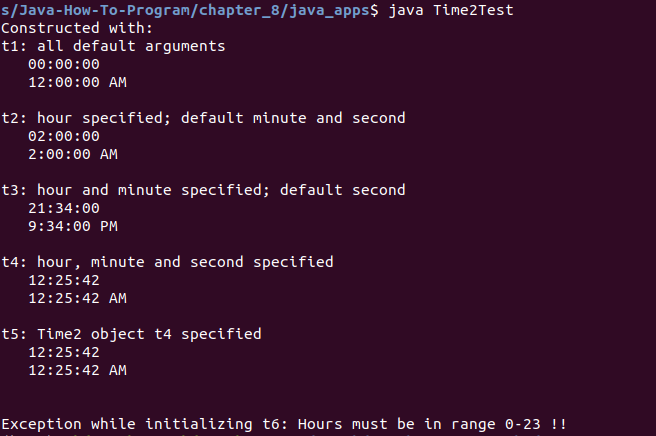 s/Java-How-To-Program/chapter_8/java_apps$ java Time2Test
Constructed with:
t1: all default arguments
00:00:00
12:00:00 AM
t2: hour specified; default minute and second
02:00:00
2:00:00 AM
t3: hour and minute specified; default second
21:34:00
9:34:00 PM
t4: hour, minute and second specified
12:25:42
12:25:42 AM
t5: Time2 object t4 specified
12:25:42
12:25:42 AM
Exception while initializing t6: Hours must be in range 0-23 !!